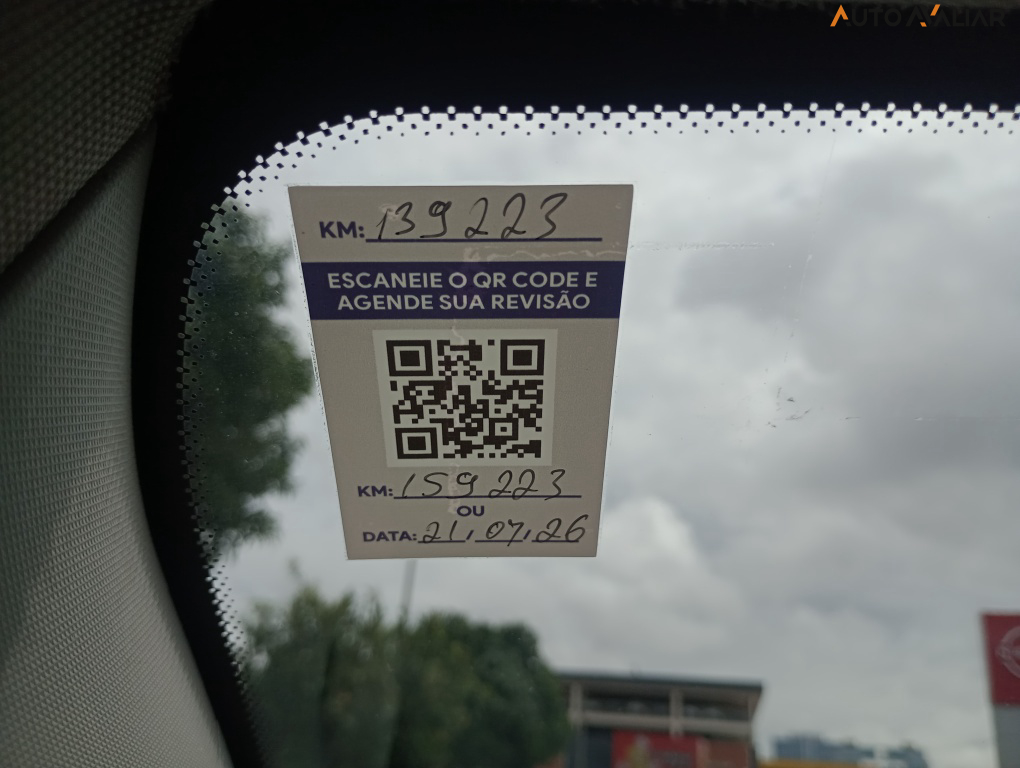 AUTO AVALIAR
KM: 139223
ESCANEIE O QR CODE E
AGENDE SUA REVISÃO
KM: 159223
OU
DATA: 21,07,26